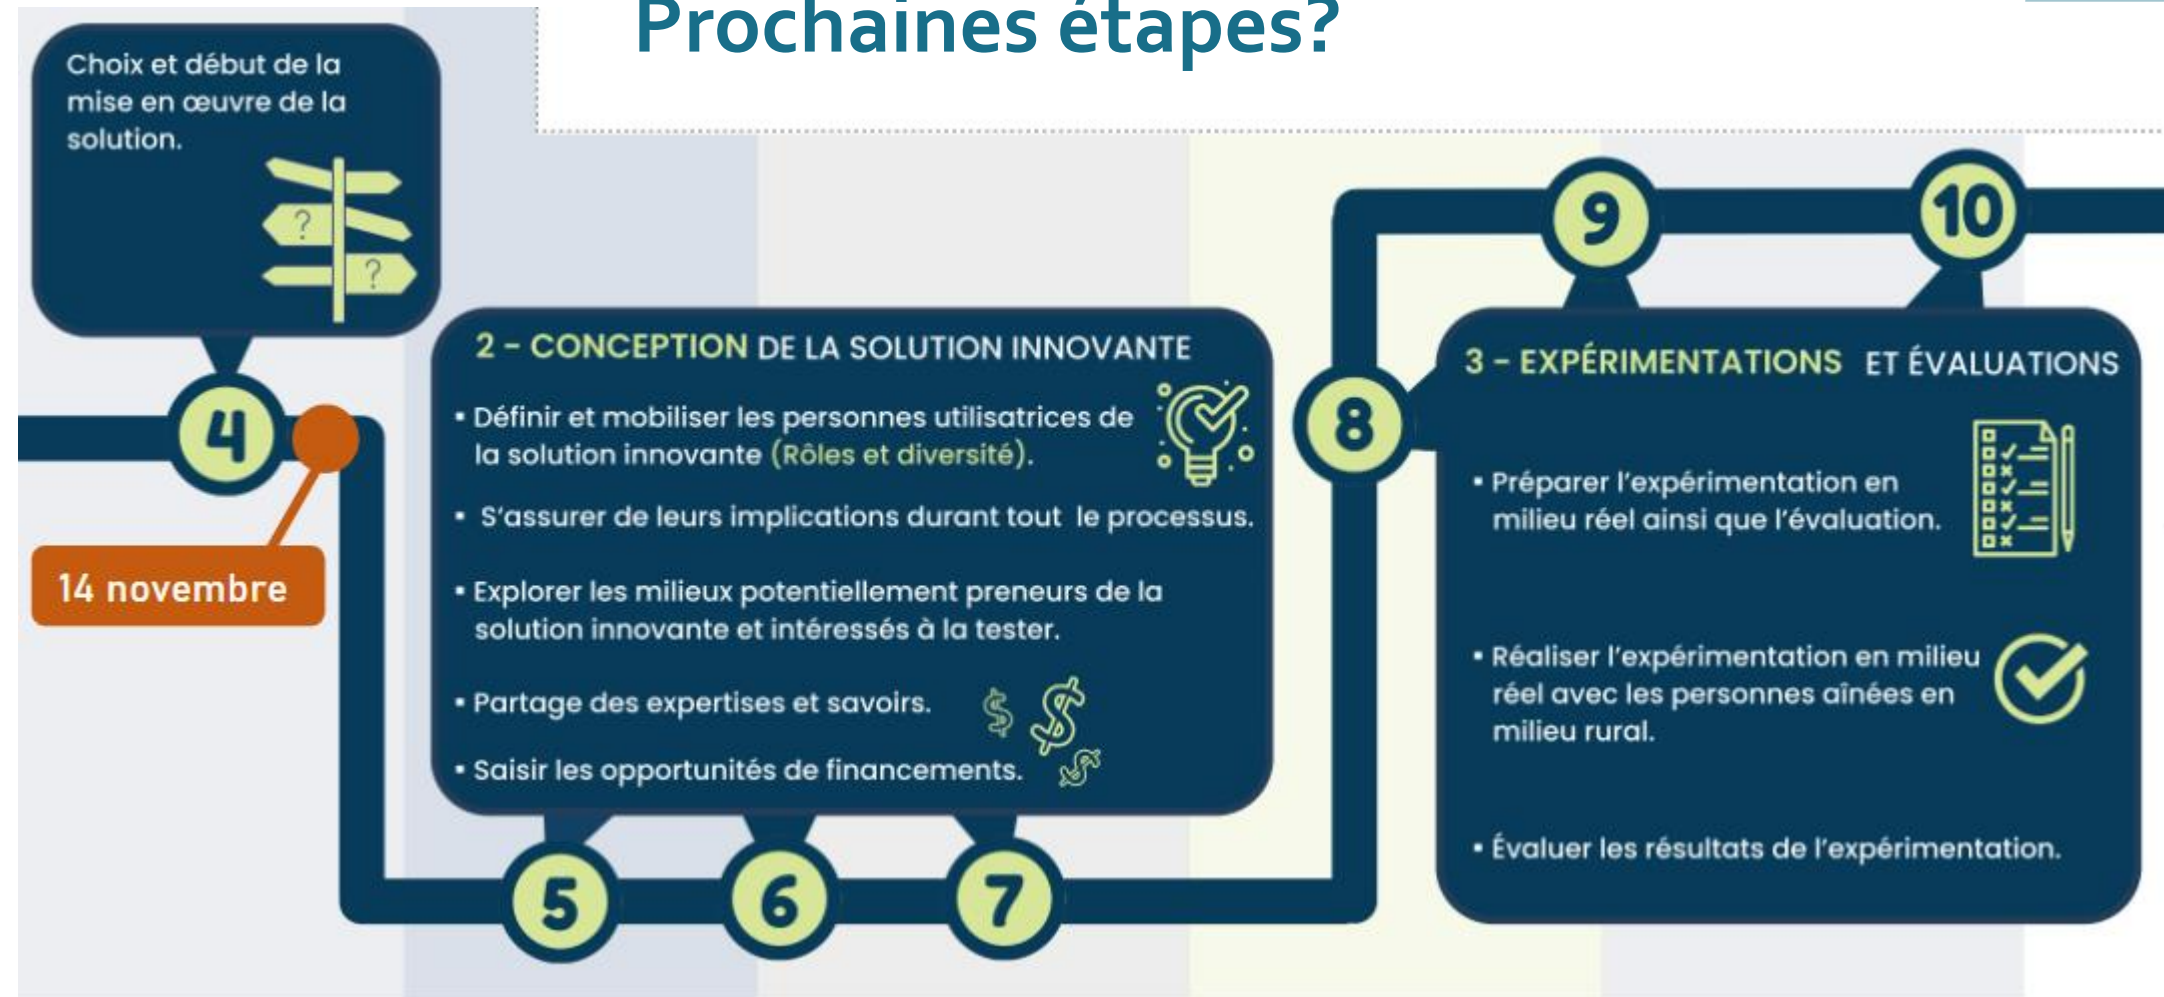 Prochaines étapes?
Choix et début de la
mise en œuvre de la
solution.
?
?
4
14 novembre
2 - CONCEPTION DE LA SOLUTION INNOVANTE
▪ Définir et mobiliser les personnes utilisatrices de
la solution innovante (Rôles et diversité).
▪ S'assurer de leurs implications durant tout le processus.
▪ Explorer les milieux potentiellement preneurs de la
solution innovante et intéressés à la tester.
▪ Partage des expertises et savoirs.
$ $
▪ Saisir les opportunités de financements.
$
5
6
7
8
9
10
3 - EXPÉRIMENTATIONS ET ÉVALUATIONS
▪ Préparer l'expérimentation en
milieu réel ainsi que l'évaluation.
▪ Réaliser l'expérimentation en milieu
réel avec les personnes aînées en
milieu rural.
▪ Évaluer les résultats de l'expérimentation.